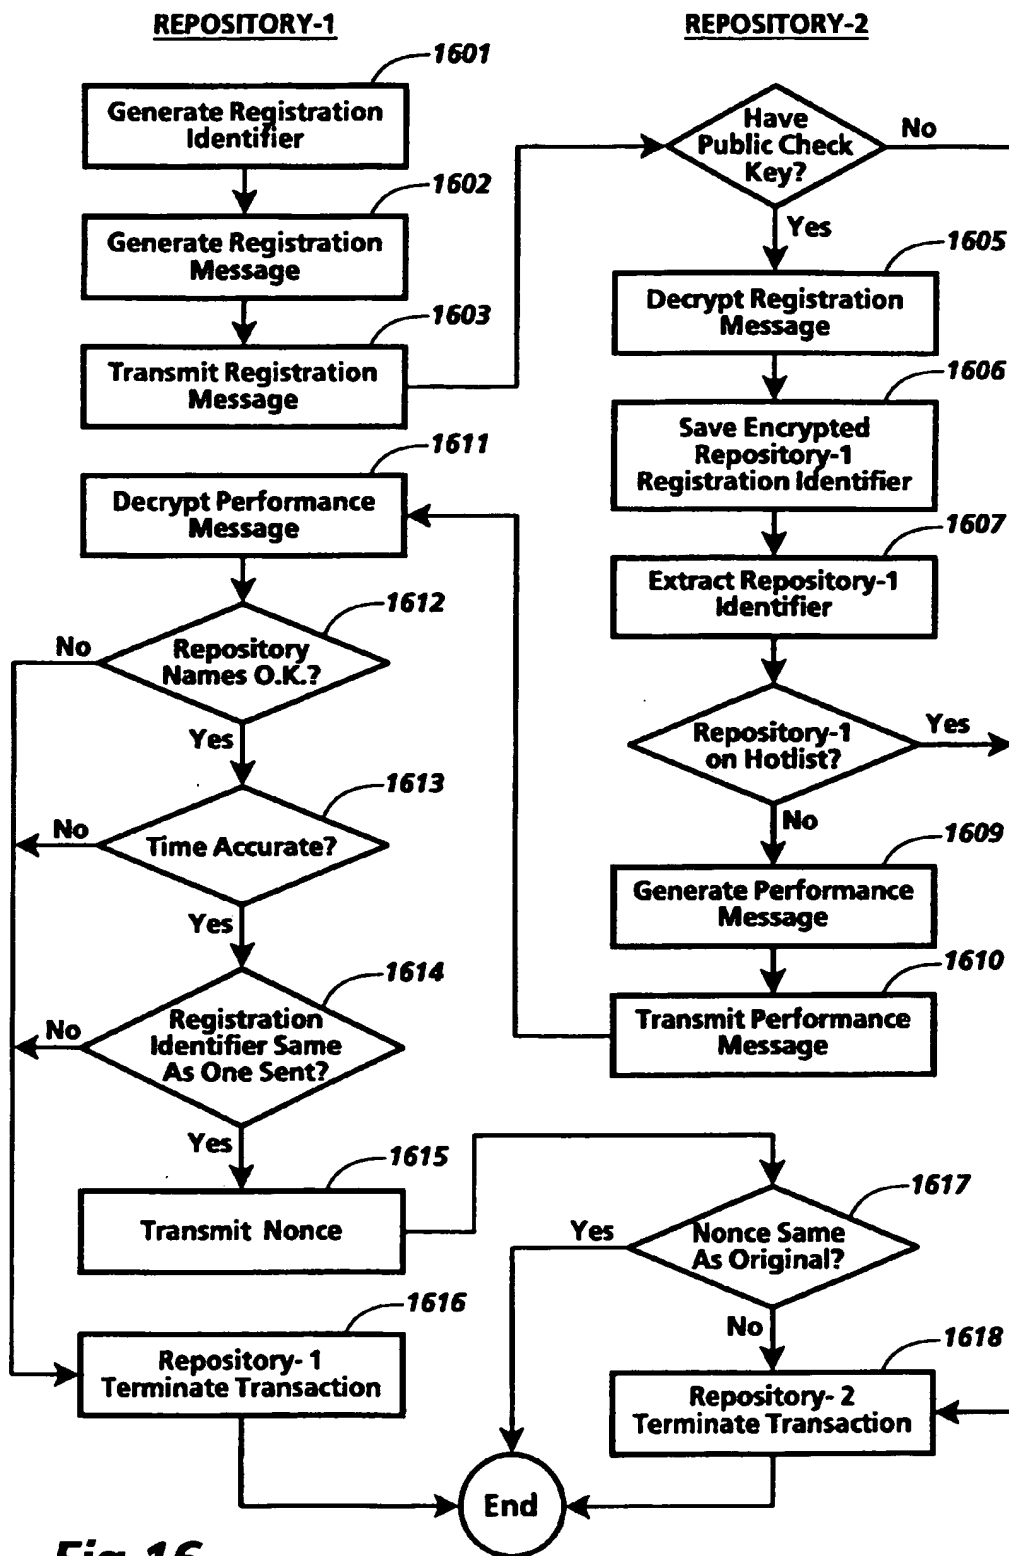 REPOSITORY-1
1601
Generate Registration
Identifier
1602
Generate Registration
Message
1603
Transmit Registration
Message
1611
Decrypt Performance
Message
1612
Repository
Names O.K.?
No
Yes
1613
Time Accurate?
No
Yes
1614
Registration
Identifier Same
As One Sent?
No
Yes
1615
Transmit Nonce
1616
Repository- 1
Terminate Transaction
REPOSITORY-2
Have
Public Check
Key?
No
Yes
1605
Decrypt Registration
Message
1606
Save Encrypted
Repository-1
Registration Identifier
1607
Extract Repository-1
Identifier
Repository-1
on Hotlist?
Yes
No
1609
Generate Performance
Message
1610
Transmit Performance
Message
1617
Nonce Same
As Original?
Yes
No
1618
Repository- 2
Terminate Transaction
End
Fig.16